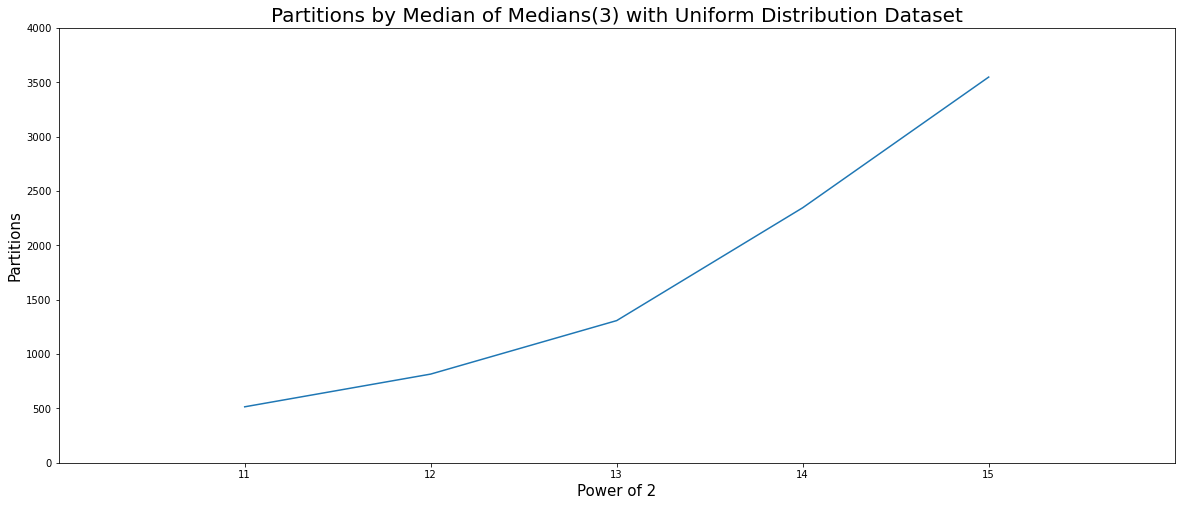 Partitions by Median of Medians(3) with Uniform Distribution Dataset
4000
3500
3000
2500
2000
1500
1000
500
0
Partitions
11 12 13 14 15
Power of 2